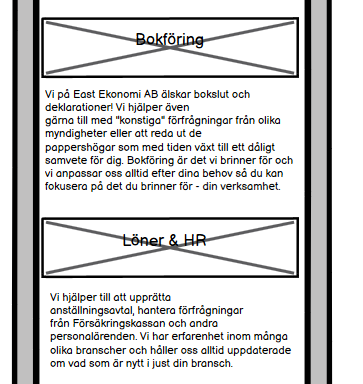 Bokföring
Vi på East Ekonomi AB älskar bokslut och
deklarationer! Vi hjälper även
gärna till med "konstiga" förfrågningar från olika
myndigheter eller att reda ut de
pappershögar som med tiden växt till ett dåligt
samvete för dig. Bokföring är det vi brinner för och
vi anpassar oss alltid efter dina behov så du kan
fokusera på det du brinner för - din verksamhet.
Löner & HR
Vi hjälper till att upprätta
anställningsavtal, hantera förfrågningar
från Försäkringskassan och andra
personalärenden. Vi har erfarenhet inom många
olika branscher och håller oss alltid uppdaterade
om vad som är nytt i just din bransch.